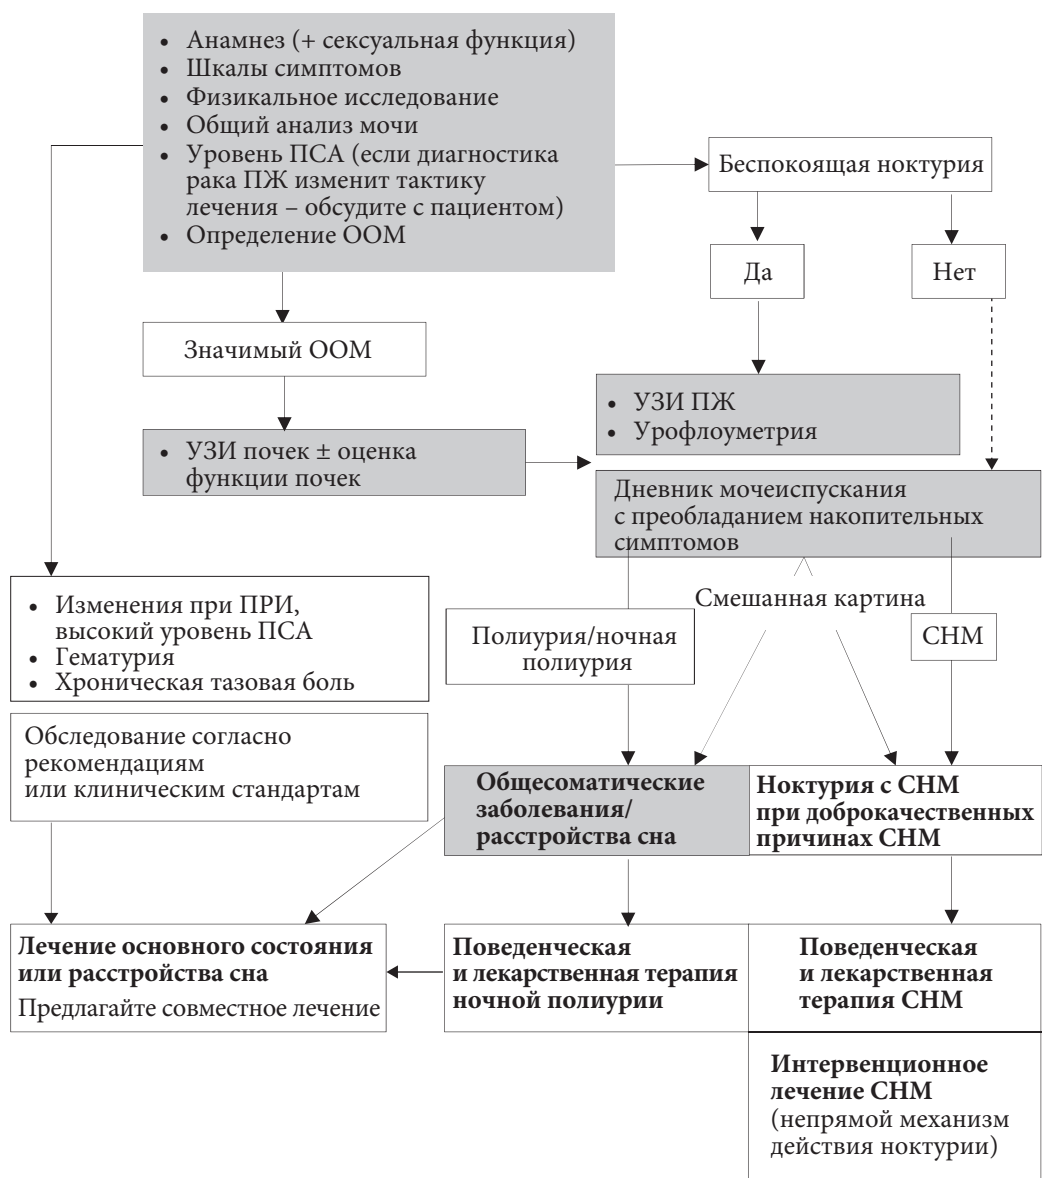 • Анамнез (+ сексуальная функция)
• Шкалы симптомов
• Физикальное исследование
• Общий анализ мочи
• Уровень ПСА (если диагностика
рака ПЖ изменит тактику
лечения – обсудите с пациентом)
• Определение ООМ
Беспокоящая ноктурия
Да
Нет
Значимый ООМ
• УЗИ ПЖ
• Урофлоуметрия
• УЗИ почек ± оценка
функции почек
Дневник мочеиспускания
с преобладанием накопительных
симптомов
• Изменения при ПРИ,
высокий уровень ПСА
• Гематурия
• Хроническая тазовая боль
Смешанная картина
Полиурия/ночная
полиурия
СНМ
Обследование согласно
рекомендациям
или клиническим стандартам
Общесоматические
заболевания/
расстройства сна
Ноктурия с СНМ
при доброкачественных
причинах СНМ
Лечение основного состояния
или расстройства сна
Предлагайте совместное лечение
Поведенческая
и лекарственная терапия
ночной полиурии
Поведенческая
и лекарственная
терапия СНМ
Интервенционное
лечение СНМ
(непрямой механизм
действия ноктурии)